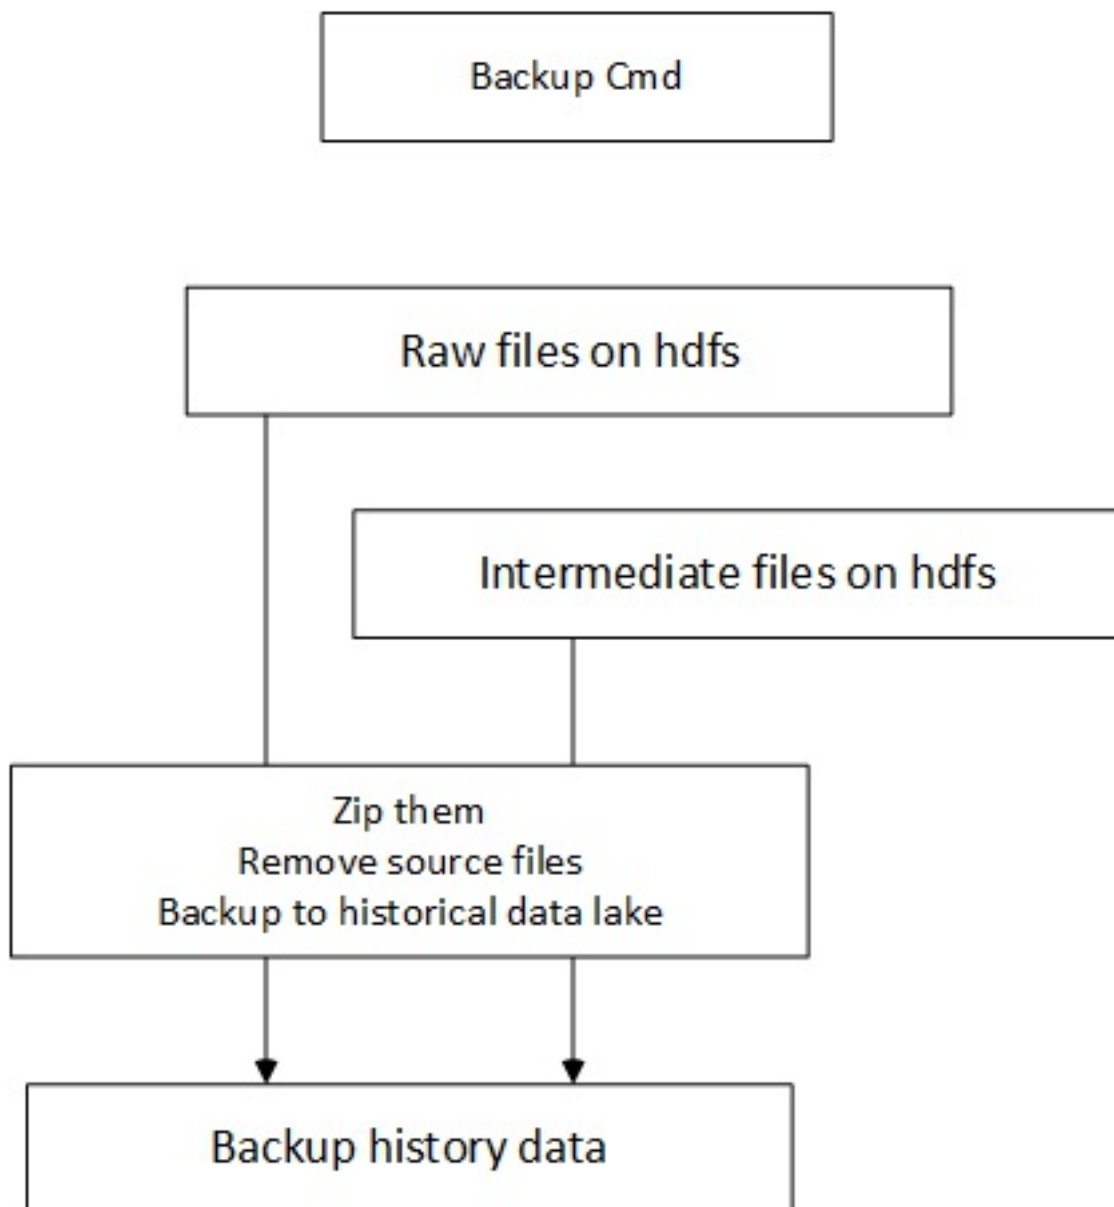 Backup Cmd
Raw files on hdfs
Intermediate files on hdfs
Zip them
Remove source files
Backup to historical data lake
Backup history data